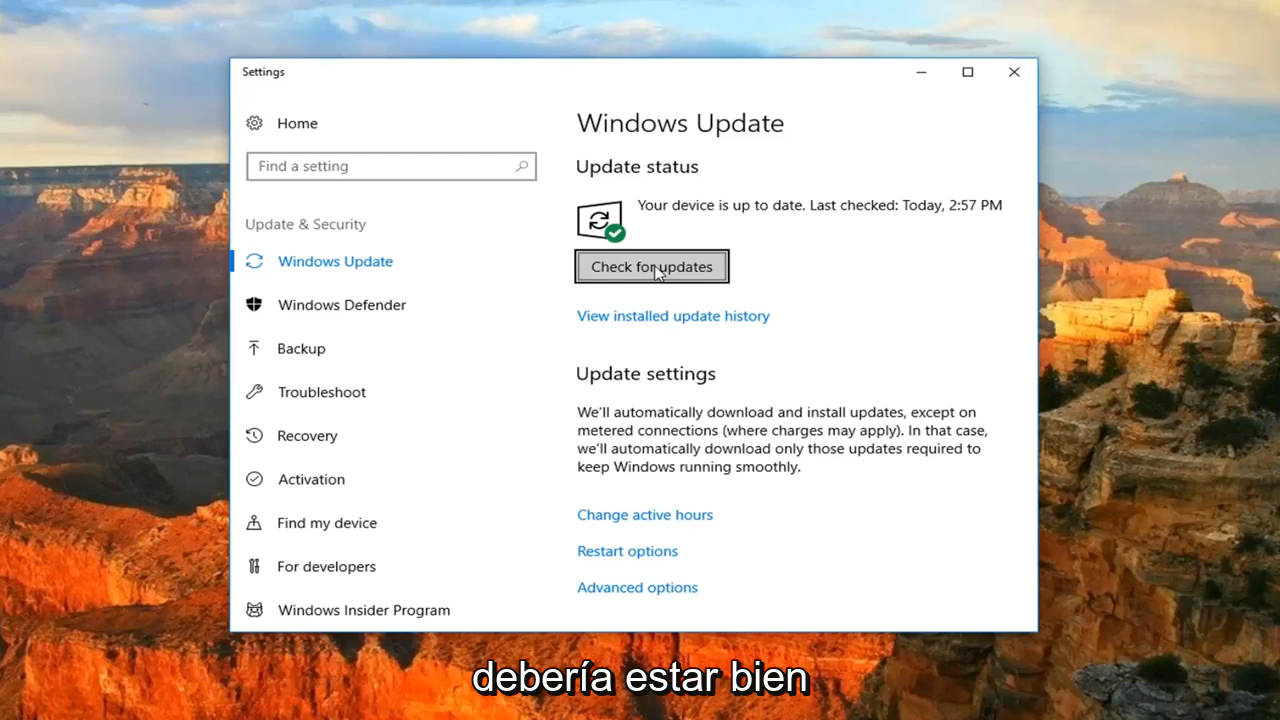 Settings
Home
Find a setting
Update & Security
Windows Update
Windows Defender
Backup
Troubleshoot
Recovery
Activation
Find my device
For developers
Windows Insider Program
Windows Update
Update status
Your device is up to date. Last checked: Today, 2:57 PM
Check for updates
View installed update history
Update settings
We'll automatically download and install updates, except on
metered connections (where charges may apply). In that case,
we'll automatically download only those updates required to
keep Windows running smoothly.
Change active hours
Restart options
Advanced options
debería estar bien